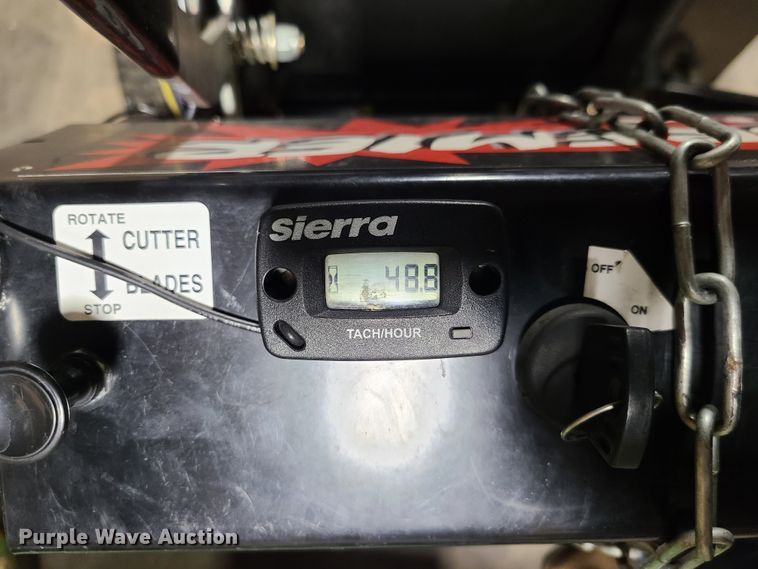 ROTATE
CUTTER
BLADES
STOP
sierra
48.8
TACH/HOUR
OFF
ON
Purple Wave Auction